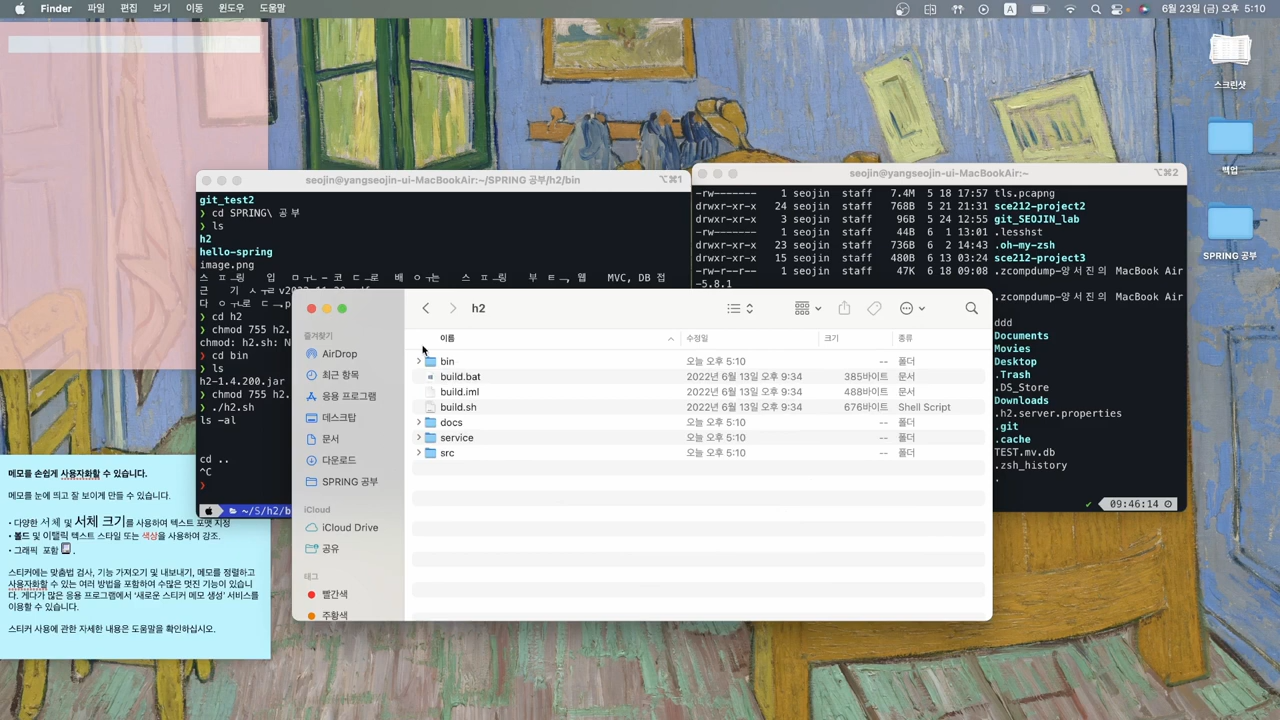 Finder 파일 편집 보기 이동 윈도우 도움말
A
6월 23일 (금) 오후 5:10
스크린샷
백업
SPRING 공부
seojin@yangseojin-ui-MacBookAir:~/SPRING 공부/h2/bin
⌥⌘1
git_test2
❯ cd SPRING\ 공부
❯ ls
h2
hello-spring
image.png
MVC, DB 접
❯ cd h2
❯ chmod 755 h2.
chmod: h2.sh: N
❯ cd bin
❯ ls
h2-1.4.200.jar
❯ chmod 755 h2.
❯ ./h2.sh
ls -al
cd ..
^C
❯
~/S/h2/b
seojin@yangseojin-ui-MacBookAir:~
⌥⌘2
-rw------- 1 seojin staff 7.4M 5 18 17:57 tls.pcapng
drwxr-xr-x 24 seojin staff 768B 5 21 21:31 sce212-project2
drwxr-xr-x 3 seojin staff 96B 5 24 12:55 git_SEOJIN_lab
-rw------- 1 seojin staff 44B 6 1 13:01 .lesshst
drwxr-xr-x 23 seojin staff 736B 6 2 14:43 .oh-my-zsh
drwxr-xr-x 15 seojin staff 480B 6 13 03:24 sce212-project3
-rw-r--r-- 1 seojin staff 47K 6 18 09:08 .zcompdump-양서진의 MacBook Air
-5.8.1
.zcompdump-양서진의 MacBook Air
ddd
Documents
Movies
Desktop
.Trash
.DS_Store
Downloads
.h2.server.properties
.git
.cache
TEST.mv.db
.zsh_history
.
✔ 09:46:14
h2
즐겨찾기
AirDrop
최근 항목
응용 프로그램
데스크탑
문서
다운로드
SPRING 공부
iCloud
iCloud Drive
공유
태그
빨간색
주황색
이름 수정일 크기 종류
bin 오늘 오후 5:10 -- 폴더
build.bat 2022년 6월 13일 오후 9:34 385바이트 문서
build.iml 2022년 6월 13일 오후 9:34 488바이트 문서
build.sh 2022년 6월 13일 오후 9:34 676바이트 Shell Script
docs 오늘 오후 5:10 -- 폴더
service 오늘 오후 5:10 -- 폴더
src 오늘 오후 5:10 -- 폴더
메모를 손쉽게 사용자화할 수 있습니다.
메모를 눈에 띄고 잘 보이게 만들 수 있습니다.
• 다양한 서체 및 서체 크기를 사용하여 텍스트 포맷 지정
• 볼드 및 이탤릭 텍스트 스타일 또는 색상을 사용하여 강조.
• 그래픽 포함 .
스티커에는 맞춤법 검사, 기능 가져오기 및 내보내기, 메모를 정렬하고
사용자화할 수 있는 여러 방법을 포함하여 수많은 멋진 기능이 있습니
다. 게다가 많은 응용 프로그램에서 '새로운 스티커 메모 생성' 서비스를
이용할 수 있습니다.
스티커 사용에 관한 자세한 내용은 도움말을 확인하십시오.